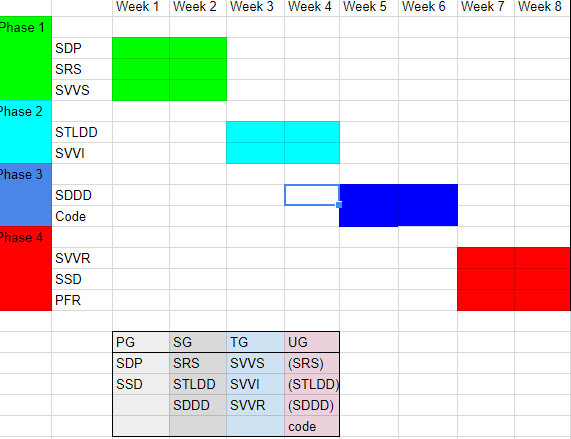 Week 1 Week 2 Week 3 Week 4 Week 5 Week 6 Week 7 Week 8
Phase 1
SDP
SRS
SVVS
Phase 2
STLDD
SVVI
Phase 3
SDDD
Code
Phase 4
SVVR
SSD
PFR
PG SG TG UG
SDP SRS SVVS (SRS)
SSD STLDD SVVI (STLDD)
SDDD SVVR (SDDD)
code